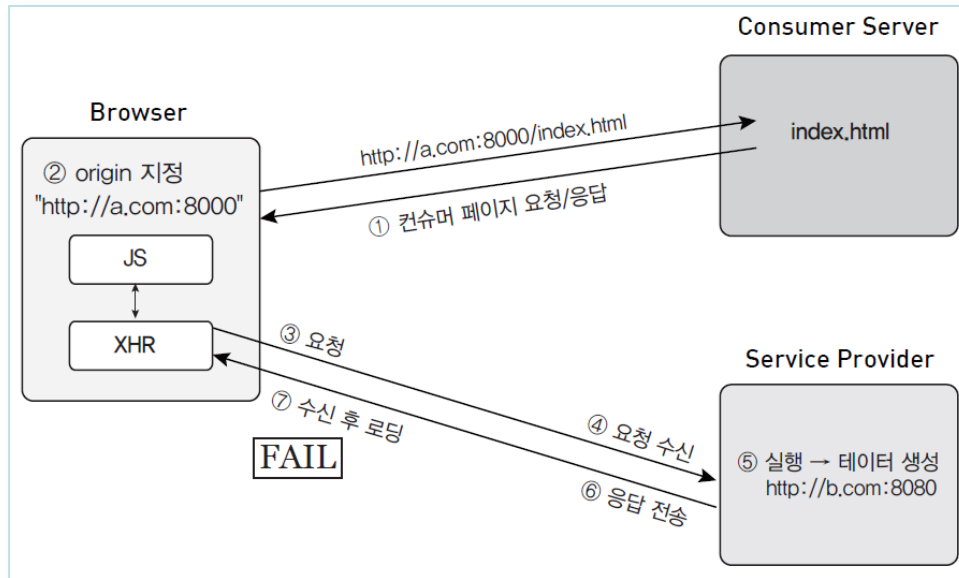 Consumer Server
index.html
Browser
② origin 지정
"http://a.com:8000"
JS
XHR
http://a.com:8000/index.html
① 컨슈머 페이지 요청/응답
③ 요청
④ 요청 수신
Service Provider
⑤ 실행 → 테이터 생성
http://b.com:8080
⑥ 응답 전송
⑦ 수신 후 로딩
FAIL